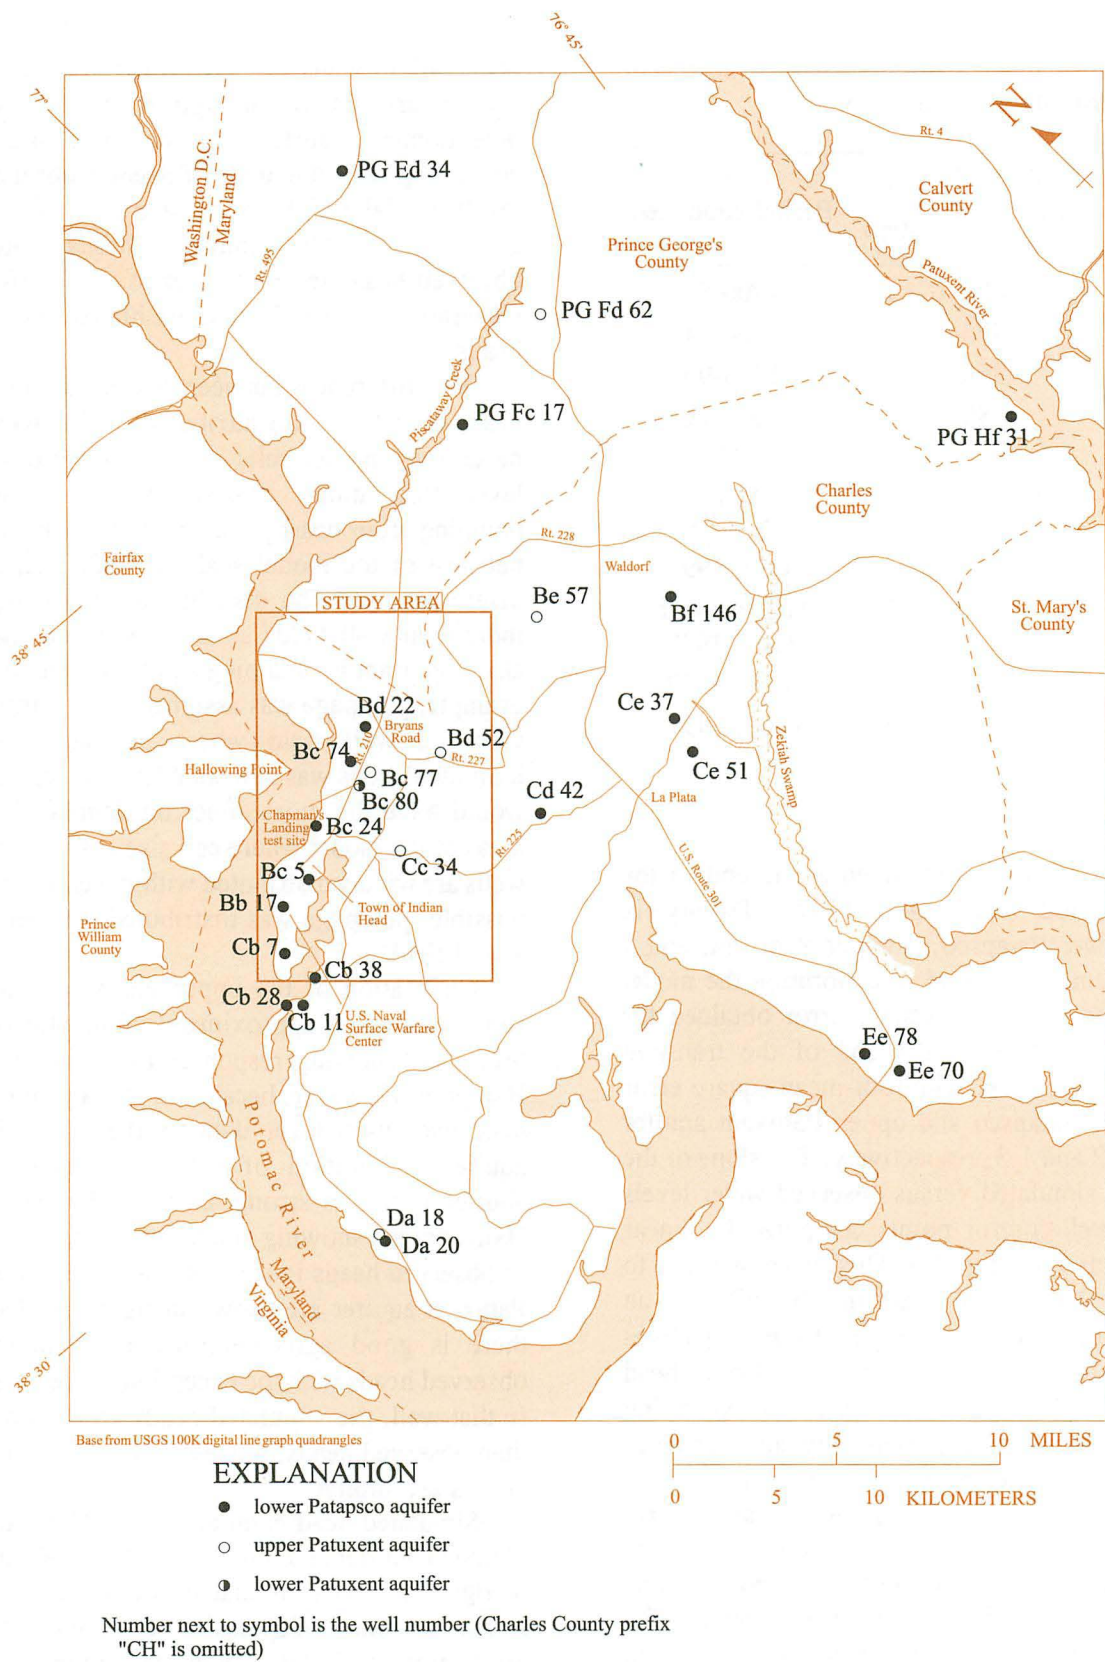 76° 45'
77°
N
Rt. 4
Washington D.C.
Maryland
PG Ed 34
Calvert
County
Prince George's
County
Rt. 495
Patuxent River
PG Fd 62
Piscataway Creek
PG Fc 17
PG Hf 31
Charles
County
Rt. 228
Fairfax
County
Waldorf
STUDY AREA
Be 57
Bf 146
St. Mary's
County
38° 45'
Bd 22
Ce 37
Bryans
Road
Rt. 210
Bd 52
Bc 74
Rt. 227
Zekiah Swamp
Hallowing Point
Bc 77
Ce 51
Bc 80
Cd 42
La Plata
Chapman's
Landing
test site
Bc 24
Rt. 225
Cc 34
U.S. Route 301
Bc 5
Bb 17
Town of Indian
Head
Prince
William
County
Cb 7
Cb 38
Cb 28
Cb 11
U.S. Naval
Surface Warfare
Center
Ee 78
Ee 70
Potomac River
Da 18
Da 20
Maryland
Virginia
38° 30'
Base from USGS 100K digital line graph quadrangles
0 5 10 MILES
0 5 10 KILOMETERS
EXPLANATION
lower Patapsco aquifer
upper Patuxent aquifer
lower Patuxent aquifer
Number next to symbol is the well number (Charles County prefix
"CH" is omitted)